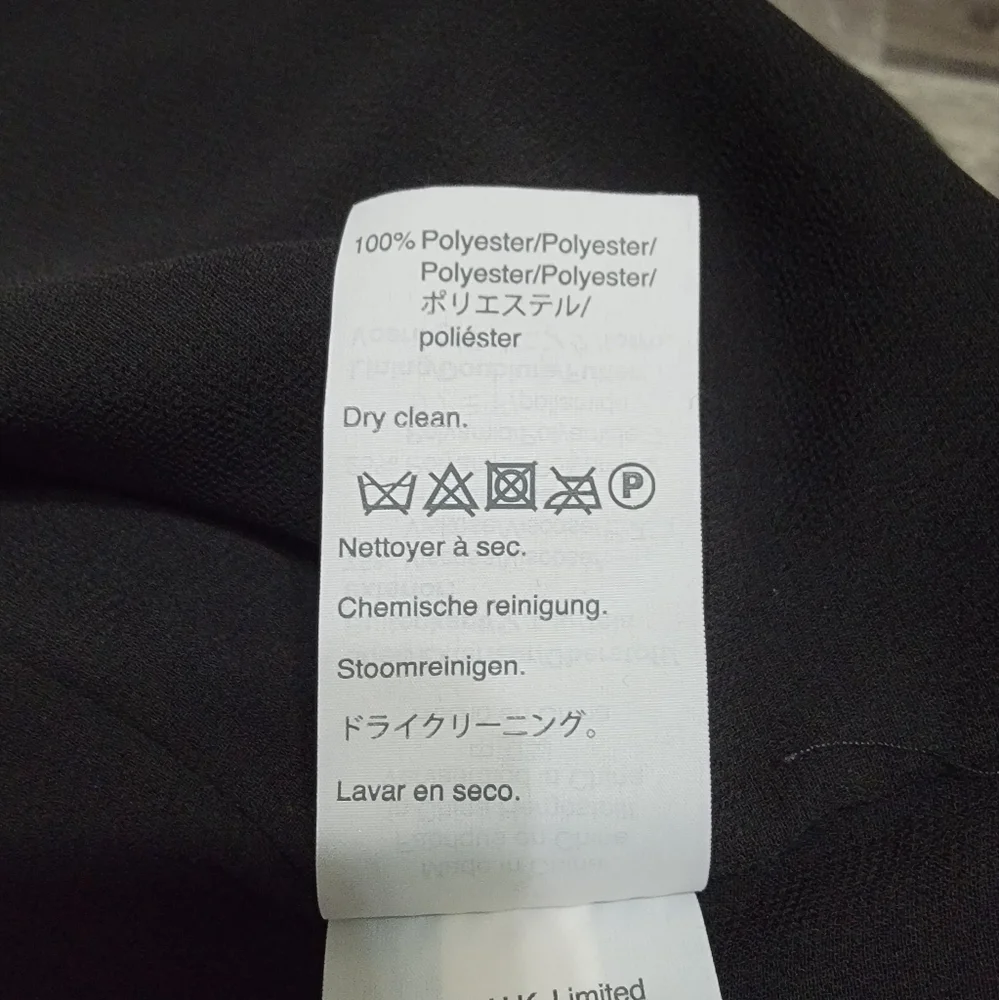 100% Polyester/Polyester/
Polyester/Polyester/
ポリエステル/
poliéster
Dry clean.
P
Nettoyer à sec.
Chemische reinigung.
Stoomreinigen.
ドライクリーニング。
Lavar en seco.
Limited